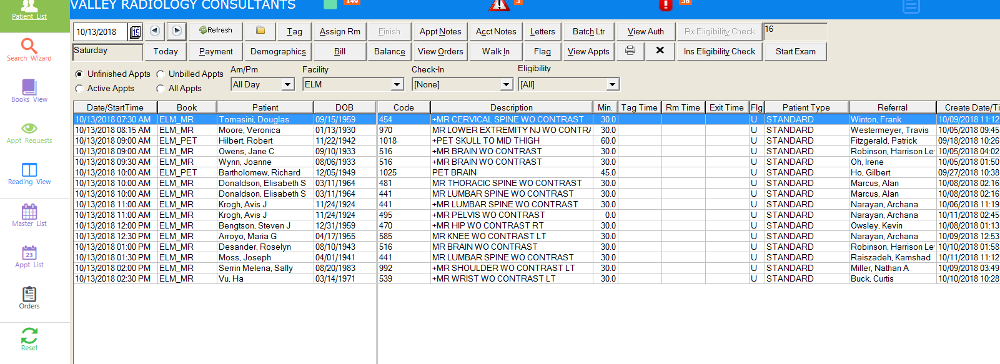 VALLEY RADIOLOGY CONSULTANTS 149 3 36
Patient List
Search Wizard
Books View
Appt Requests
Reading View
Master List
23
Appt List
Orders
Reset
10/13/2018 15 Refresh Tag Assign Rm Finish Appt Notes Acct Notes Letters Batch Ltr View Auth Rx Eligibility Check 16
Saturday Today Payment Demographics Bill Balance View Orders Walk In Flag View Appts Ins Eligibility Check Start Exam
Unfinished Appts Unbilled Appts Am/Pm Facility Check-In Eligibility
Active Appts All Appts All Day ELM [None] [All]
Date/StartTime Book Patient DOB Code Description Min. Tag Time Rm Time Exit Time Flg Patient Type Referral Create Date/Ti
10/13/2018 07:30 AM ELM_MR Tomasini, Douglas 09/15/1959 454 +MR CERVICAL SPINE WO CONTRAST 30.0 U STANDARD Winton, Frank 10/09/2018 11:12
10/13/2018 08:15 AM ELM_MR Moore, Veronica 01/13/1930 970 MR LOWER EXTREMITY NJ WO CONTRA 30.0 U STANDARD Westermeyer, Travis 10/05/2018 09:45
10/13/2018 09:00 AM ELM_PET Hilbert, Robert 11/22/1942 1018 +PET SKULL TO MID THIGH 60.0 U STANDARD Fitzgerald, Patrick 09/18/2018 10:26
10/13/2018 09:00 AM ELM_MR Owens, Jane C 09/10/1933 516 +MR BRAIN WO CONTRAST 30.0 U STANDARD Robinson, Harrison Le 10/05/2018 04:02
10/13/2018 09:30 AM ELM_MR Wynn, Joanne 08/06/1933 516 +MR BRAIN WO CONTRAST 30.0 U STANDARD Oh, Irene 10/05/2018 01:50
10/13/2018 10:00 AM ELM_PET Bartholomew, Richard 12/05/1949 1025 PET BRAIN 45.0 U STANDARD Ho, Gilbert 09/27/2018 10:38
10/13/2018 10:00 AM ELM_MR Donaldson, Elisabeth S 03/11/1964 481 MR THORACIC SPINE WO CONTRAST 30.0 U STANDARD Marcus, Alan 10/08/2018 02:16
10/13/2018 10:00 AM ELM_MR Donaldson, Elisabeth S 03/11/1964 441 MR LUMBAR SPINE WO CONTRAST 30.0 U STANDARD Marcus, Alan 10/08/2018 02:16
10/13/2018 11:00 AM ELM_MR Krogh, Avis J 11/24/1924 441 +MR LUMBAR SPINE WO CONTRAST 30.0 U STANDARD Narayan, Archana 10/06/2018 11:19
10/13/2018 11:00 AM ELM_MR Krogh, Avis J 11/24/1924 495 +MR PELVIS WO CONTRAST 0.0 U STANDARD Narayan, Archana 10/11/2018 02:45
10/13/2018 12:00 PM ELM_MR Bengtson, Steven J 12/31/1959 470 +MR HIP WO CONTRAST RT 30.0 U STANDARD Owsley, Kevin 10/08/2018 01:13
10/13/2018 12:30 PM ELM_MR Arroyo, Maria G 04/17/1955 585 MR KNEE WO CONTRAST LT 30.0 U STANDARD Narayan, Archana 10/09/2018 12:53
10/13/2018 01:00 PM ELM_MR Desander, Roselyn 08/10/1943 516 MR BRAIN WO CONTRAST 30.0 U STANDARD Robinson, Harrison Le 10/10/2018 01:58
10/13/2018 01:30 PM ELM_MR Moss, Joseph 04/01/1941 441 MR LUMBAR SPINE WO CONTRAST 30.0 U STANDARD Raiszadeh, Kamshad 10/11/2018 11:12
10/13/2018 02:00 PM ELM_MR Serrin Melena, Sally 08/20/1983 992 +MR SHOULDER WO CONTRAST LT 30.0 U STANDARD Miller, Nathan A 10/09/2018 03:49
10/13/2018 02:30 PM ELM_MR Vu, Ha 03/14/1971 539 +MR WRIST WO CONTRAST LT 30.0 U STANDARD Buck, Curtis 10/10/2018 10:28